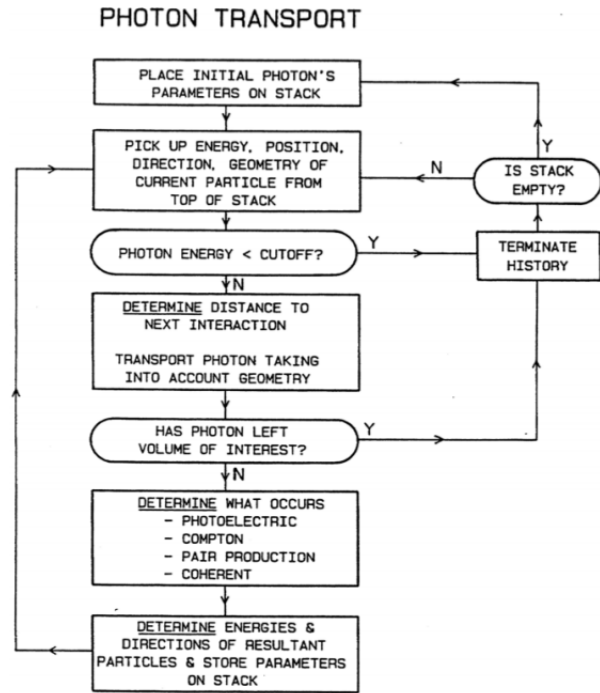 PHOTON TRANSPORT
PLACE INITIAL PHOTON'S
PARAMETERS ON STACK
PICK UP ENERGY, POSITION,
DIRECTION, GEOMETRY OF
CURRENT PARTICLE FROM
TOP OF STACK
N
Y
IS STACK
EMPTY?
PHOTON ENERGY < CUTOFF?
Y
TERMINATE
HISTORY
N
DETERMINE DISTANCE TO
NEXT INTERACTION
TRANSPORT PHOTON TAKING
INTO ACCOUNT GEOMETRY
HAS PHOTON LEFT
VOLUME OF INTEREST?
Y
N
DETERMINE WHAT OCCURS
- PHOTOELECTRIC
- COMPTON
- PAIR PRODUCTION
- COHERENT
DETERMINE ENERGIES &
DIRECTIONS OF RESULTANT
PARTICLES & STORE PARAMETERS
ON STACK